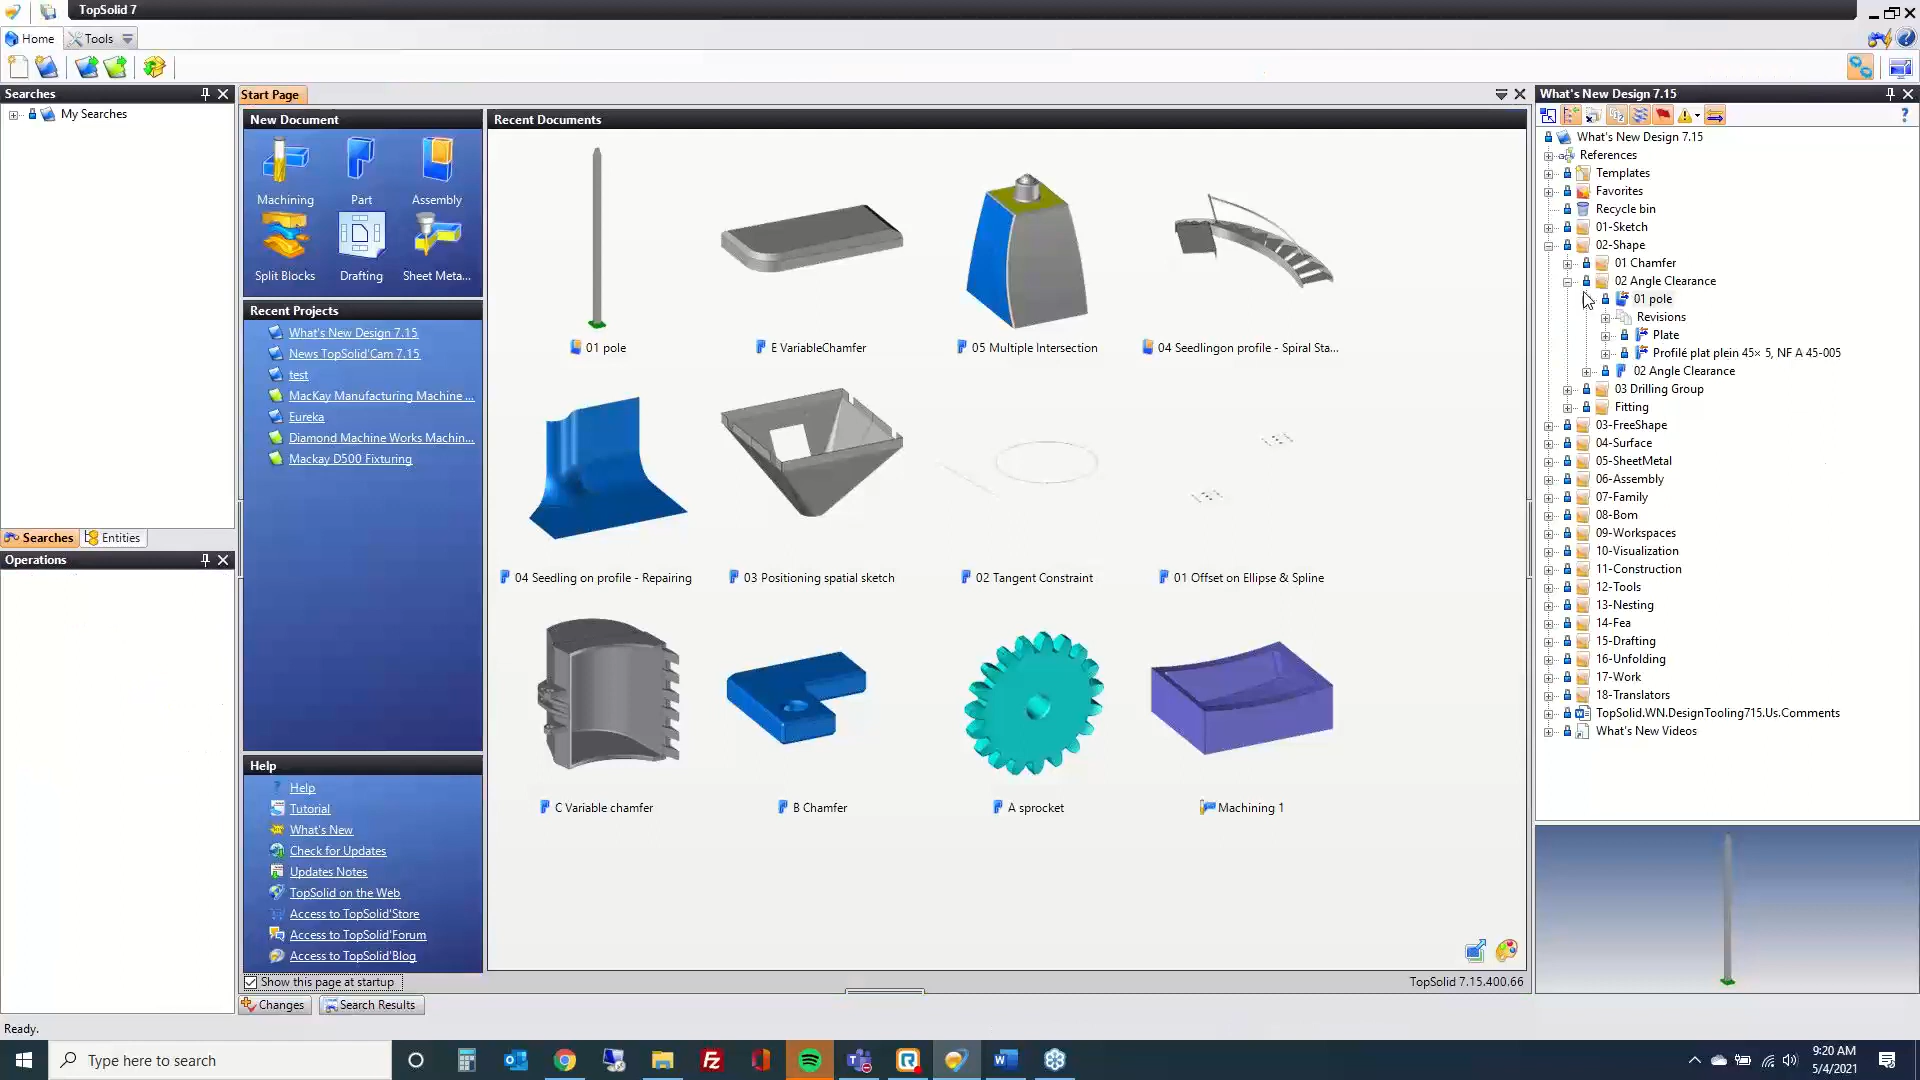 TopSolid 7
Home
Tools
Searches
My Searches
Searches
Entities
Operations
Start Page
New Document
Machining
Part
Assembly
Split Blocks
Drafting
Sheet Meta...
Recent Projects
What's New Design 7.15
News TopSolid'Cam 7.15
test
MacKay Manufacturing Machine ...
Eureka
Diamond Machine Works Machin...
Mackay D500 Fixturing
Help
Help
Tutorial
What's New
Check for Updates
Updates Notes
TopSolid on the Web
Access to TopSolid'Store
Access to TopSolid'Forum
Access to TopSolid'Blog
Show this page at startup
Recent Documents
01 pole
E VariableChamfer
05 Multiple Intersection
04 Seedlingon profile - Spiral Sta...
04 Seedling on profile - Repairing
03 Positioning spatial sketch
02 Tangent Constraint
01 Offset on Ellipse & Spline
C Variable chamfer
B Chamfer
A sprocket
Machining 1
TopSolid 7.15.400.66
Changes
Search Results
What's New Design 7.15
What's New Design 7.15
References
Templates
Favorites
Recycle bin
01-Sketch
02-Shape
01 Chamfer
02 Angle Clearance
01 pole
Revisions
Plate
Profilé plat plein 45× 5, NF A 45-005
02 Angle Clearance
03 Drilling Group
Fitting
03-FreeShape
04-Surface
05-SheetMetal
06-Assembly
07-Family
08-Bom
09-Workspaces
10-Visualization
11-Construction
12-Tools
13-Nesting
14-Fea
15-Drafting
16-Unfolding
17-Work
18-Translators
TopSolid.WN.DesignTooling715.Us.Comments
What's New Videos
Ready.
Type here to search
9:20 AM
5/4/2021